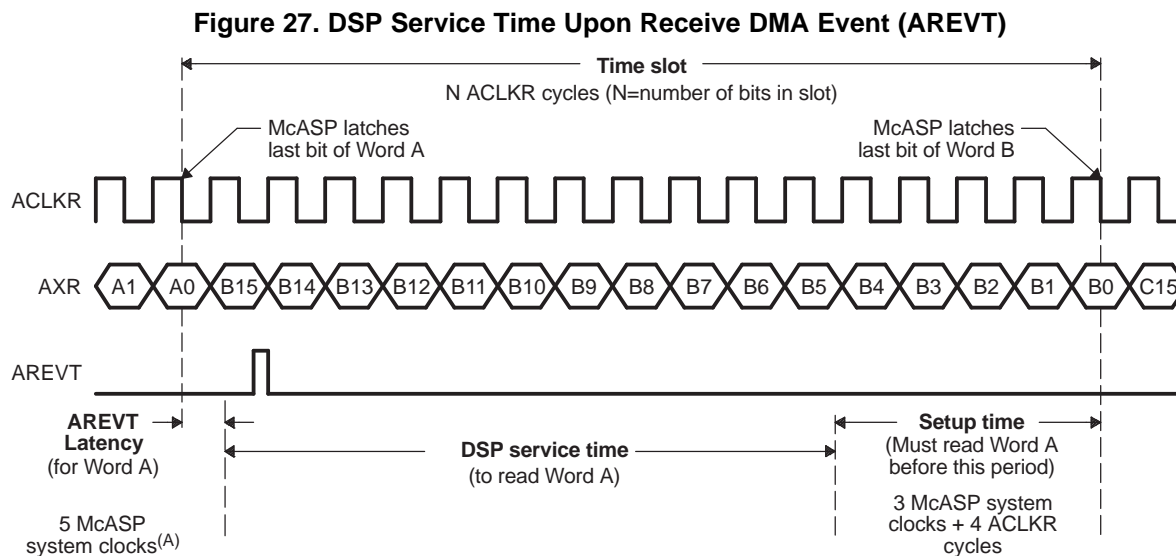 Figure 27. DSP Service Time Upon Receive DMA Event (AREVT)
Time slot
N ACLKR cycles (N=number of bits in slot)
McASP latches
last bit of Word A
McASP latches
last bit of Word B
ACLKR
AXR
A1 A0 B15 B14 B13 B12 B11 B10 B9 B8 B7 B6 B5 B4 B3 B2 B1 B0 C15
AREVT
AREVT
Latency
(for Word A)
DSP service time
(to read Word A)
Setup time
(Must read Word A
before this period)
5 McASP
system clocks(A)
3 McASP system
clocks + 4 ACLKR
cycles